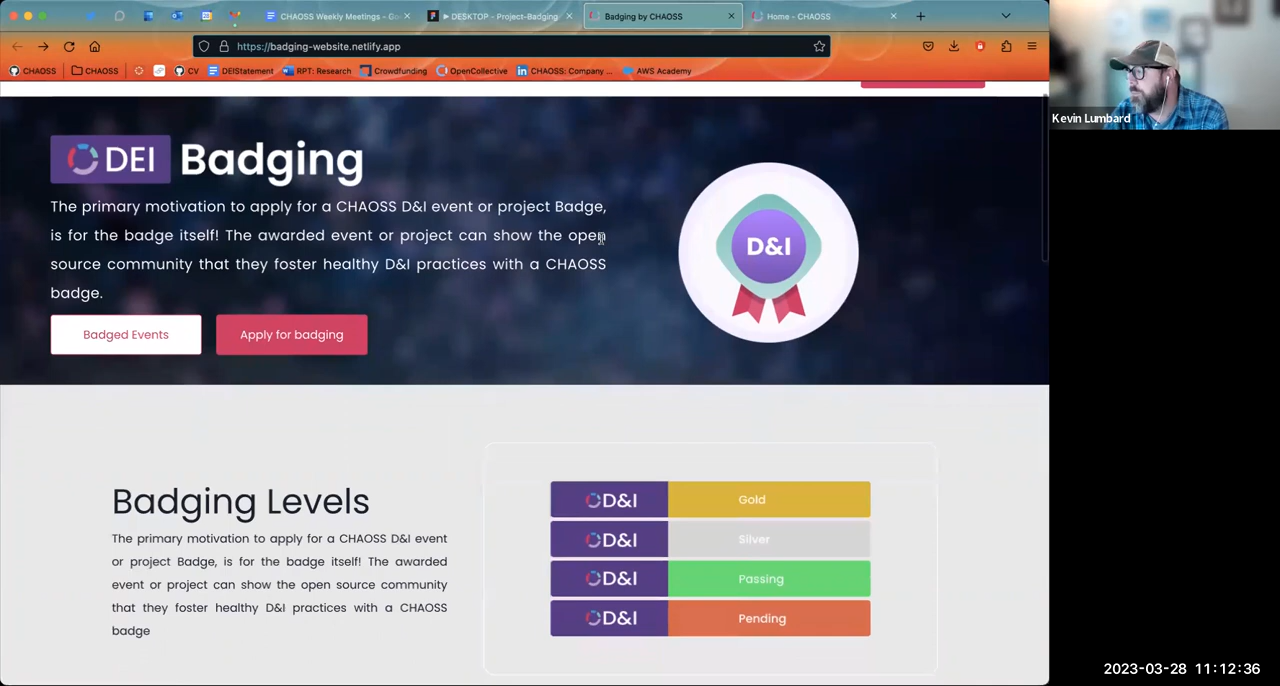 CHAOSS Weekly Meetings - Go
DESKTOP - Project-Badging
Badging by CHAOSS
Home - CHAOSS
https://badging-website.netlify.app
CHAOSS
CHAOSS
CV
DEIStatement
RPT: Research
Crowdfunding
OpenCollective
CHAOSS: Company ...
AWS Academy
Kevin Lumbard
DEI Badging
The primary motivation to apply for a CHAOSS D&I event or project Badge,
is for the badge itself! The awarded event or project can show the open
source community that they foster healthy D&I practices with a CHAOSS
badge.
D&I
Badged Events
Apply for badging
Badging Levels
The primary motivation to apply for a CHAOSS D&I event
or project Badge, is for the badge itself! The awarded
event or project can show the open source community
that they foster healthy D&I practices with a CHAOSS
badge
D&I Gold
D&I Silver
D&I Passing
D&I Pending
2023-03-28 11:12:36